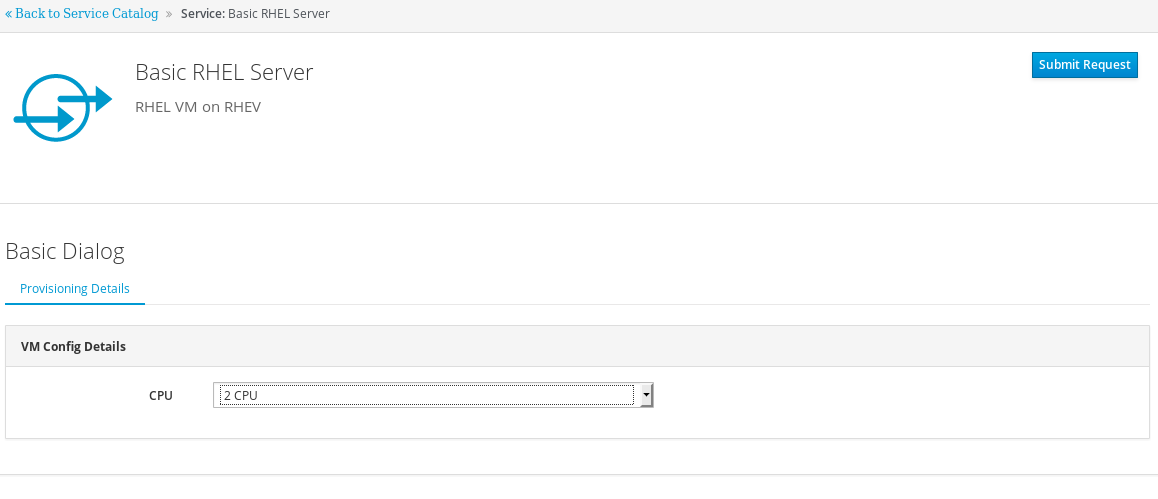 « Back to Service Catalog » Service: Basic RHEL Server
Basic RHEL Server
Submit Request
RHEL VM on RHEV
Basic Dialog
Provisioning Details
VM Config Details
CPU 2 CPU